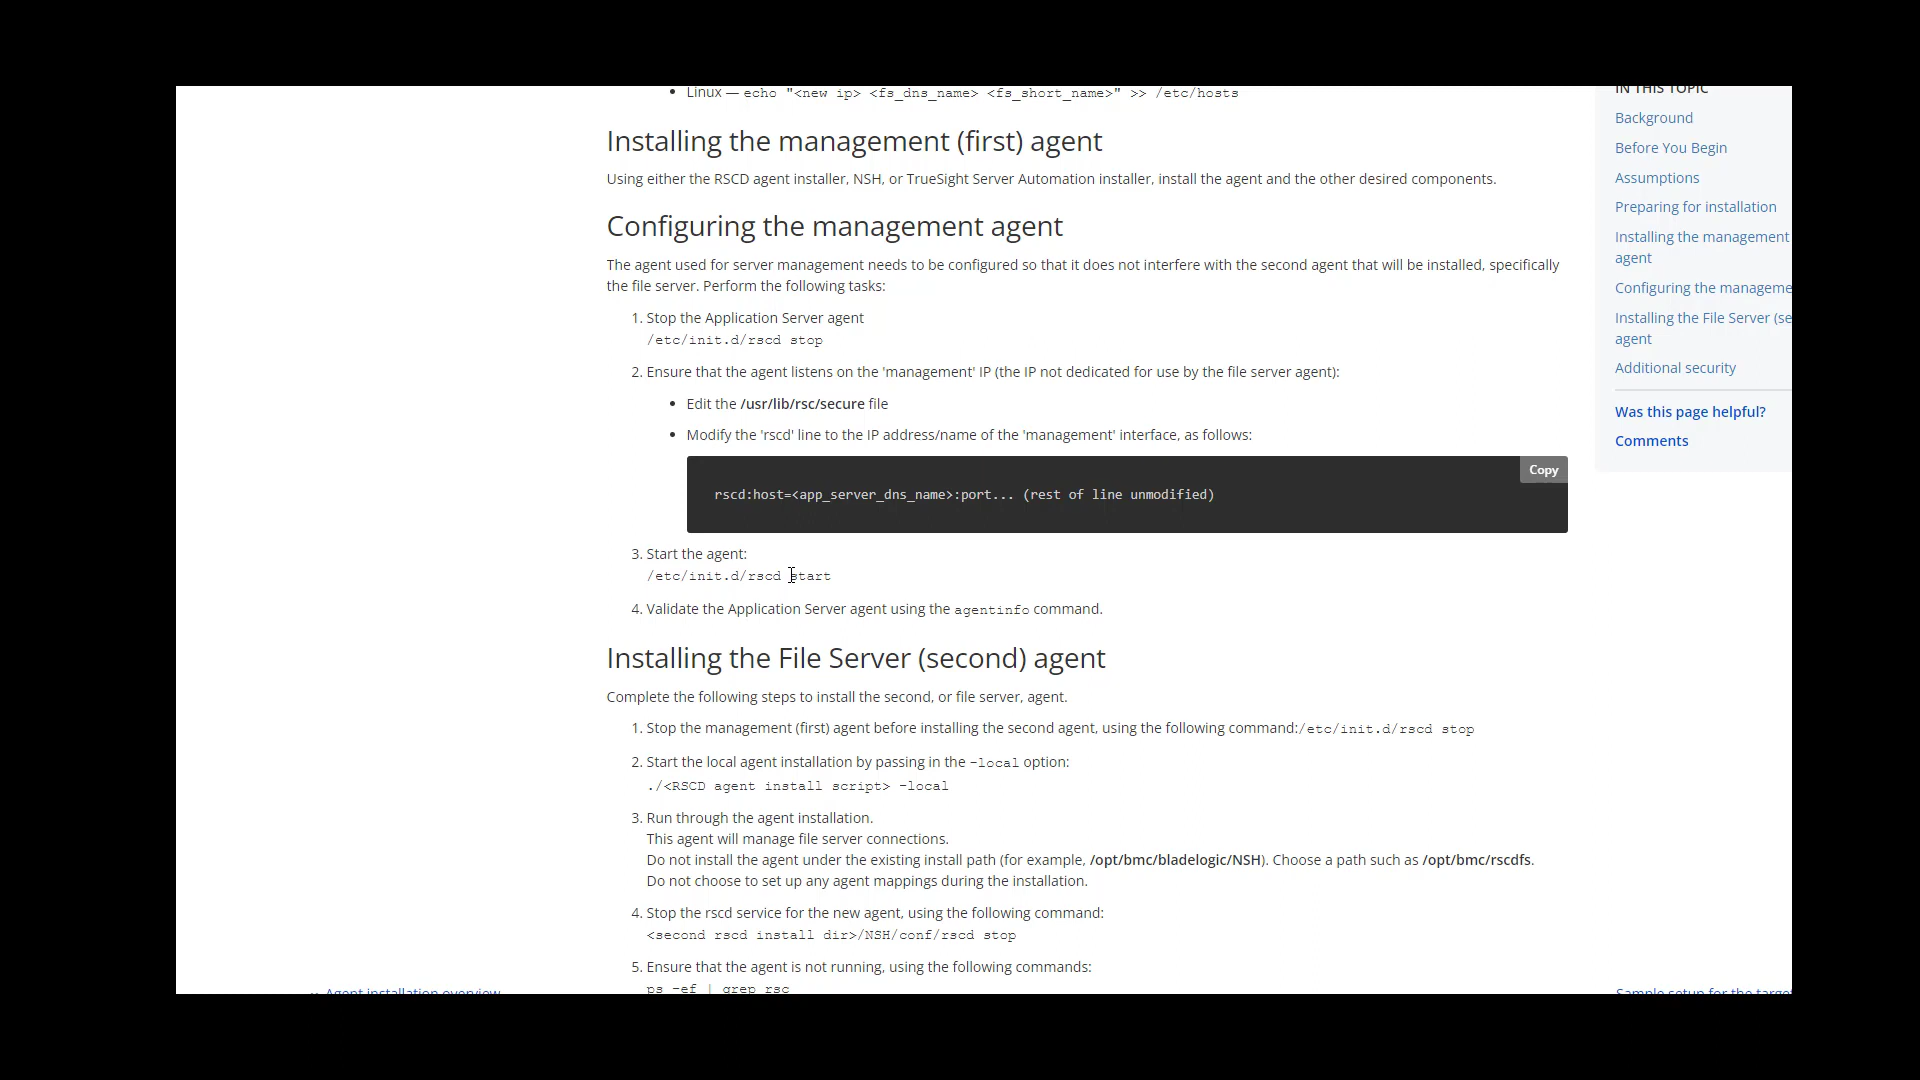 Linux — echo "<new ip> <fs_dns_name> <fs_short_name>" >> /etc/hosts
Installing the management (first) agent
Using either the RSCD agent installer, NSH, or TrueSight Server Automation installer, install the agent and the other desired components.
Configuring the management agent
The agent used for server management needs to be configured so that it does not interfere with the second agent that will be installed, specifically
the file server. Perform the following tasks:
1. Stop the Application Server agent
/etc/init.d/rscd stop
2. Ensure that the agent listens on the 'management' IP (the IP not dedicated for use by the file server agent):
Edit the /usr/lib/rsc/secure file
Modify the 'rscd' line to the IP address/name of the 'management' interface, as follows:
Copy
rscd:host=<app_server_dns_name>:port... (rest of line unmodified)
3. Start the agent:
/etc/init.d/rscd start
4. Validate the Application Server agent using the agentinfo command.
Installing the File Server (second) agent
Complete the following steps to install the second, or file server, agent.
1. Stop the management (first) agent before installing the second agent, using the following command:/etc/init.d/rscd stop
2. Start the local agent installation by passing in the -local option:
./<RSCD agent install script> -local
3. Run through the agent installation.
This agent will manage file server connections.
Do not install the agent under the existing install path (for example, /opt/bmc/bladelogic/NSH). Choose a path such as /opt/bmc/rscdfs.
Do not choose to set up any agent mappings during the installation.
4. Stop the rscd service for the new agent, using the following command:
<second rscd install dir>/NSH/conf/rscd stop
5. Ensure that the agent is not running, using the following commands:
ps -ef | grep rsc
Agent installation overview
IN THIS TOPIC
Background
Before You Begin
Assumptions
Preparing for installation
Installing the management
agent
Configuring the manageme
Installing the File Server (se
agent
Additional security
Was this page helpful?
Comments
Sample setup for the target